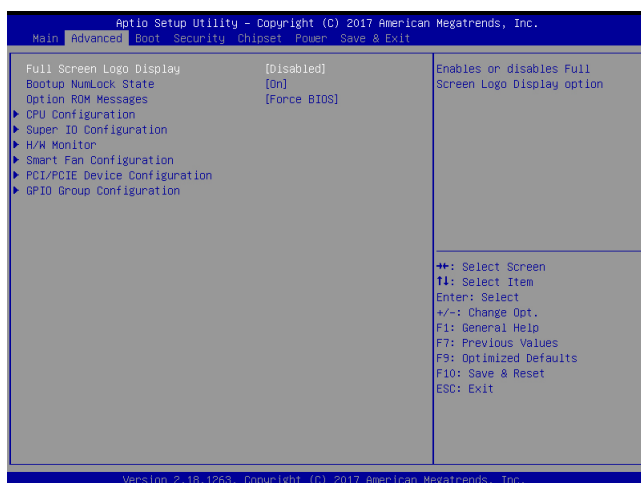 Aptio Setup Utility – Copyright (C) 2017 American Megatrends, Inc.
Main Advanced Boot Security Chipset Power Save & Exit
Full Screen Logo Display [Disabled]
Bootup NumLock State [On]
Option ROM Messages [Force BIOS]
CPU Configuration
Super IO Configuration
H/W Monitor
Smart Fan Configuration
PCI/PCIE Device Configuration
GPIO Group Configuration
Enables or disables Full
Screen Logo Display option
→←: Select Screen
↑↓: Select Item
Enter: Select
+/-: Change Opt.
F1: General Help
F7: Previous Values
F9: Optimized Defaults
F10: Save & Reset
ESC: Exit
Version 2.18.1263. Copyright (C) 2017 American Megatrends, Inc.